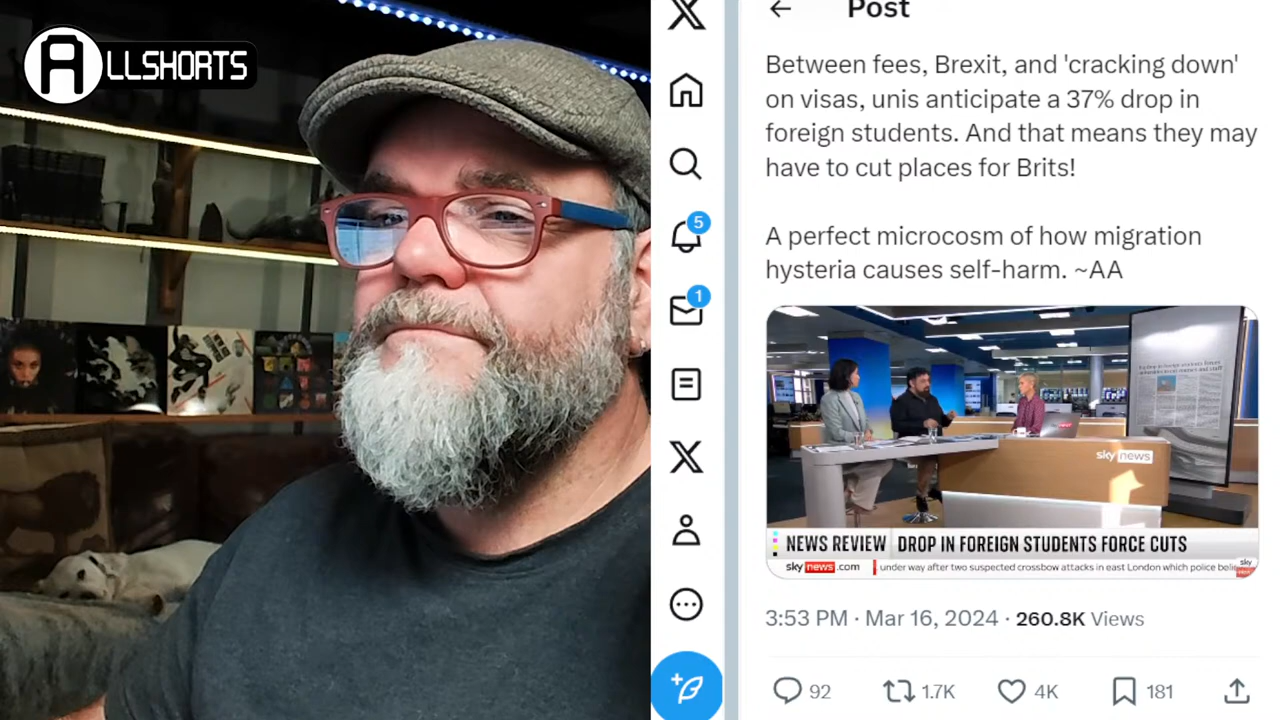 ALLSHORTS
5
1
Post
Between fees, Brexit, and 'cracking down'
on visas, unis anticipate a 37% drop in
foreign students. And that means they may
have to cut places for Brits!
A perfect microcosm of how migration
hysteria causes self-harm. ~AA
sky news
NEWS REVIEW DROP IN FOREIGN STUDENTS FORCE CUTS
sky news.com under way after two suspected crossbow attacks in east London which police
sky
3:53 PM · Mar 16, 2024 · 260.8K Views
92 1.7K 4K 181